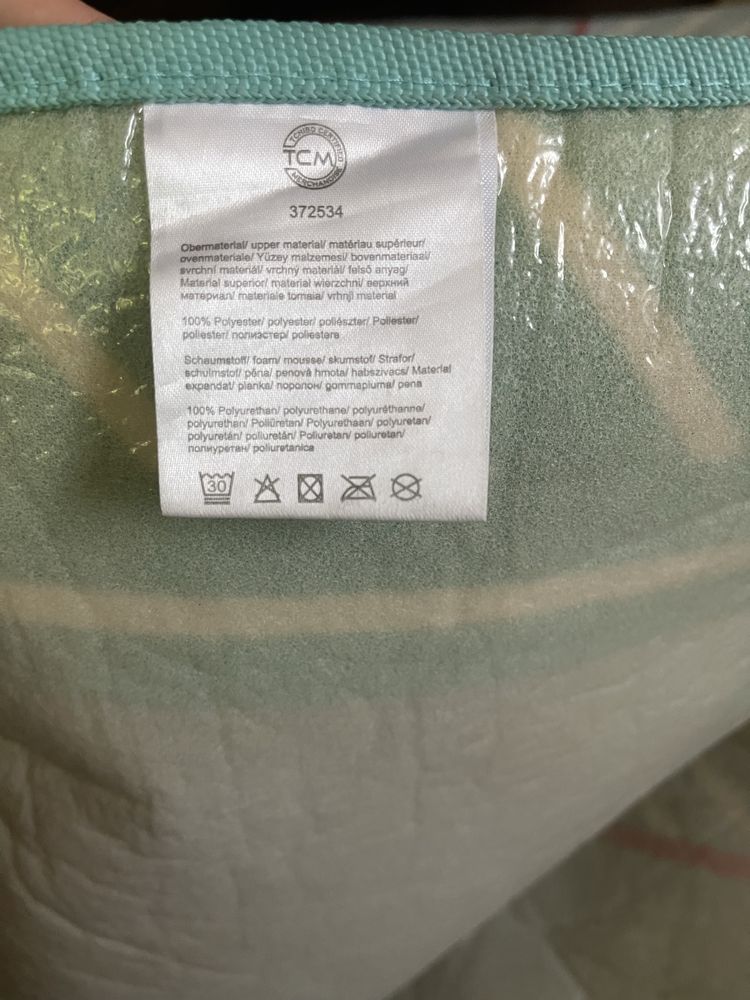 TCHIBO CERTIFIED
TCM
MERCHANDISE
372534
Obermaterial/ upper material/ matériau supérieur/
ovenmateriale/ Yüzey malzemesi/ bovenmateriaal/
svrchní materiál/ vrchný materiál/ felső anyag/
Material superior/ materiał wierzchni/ верхний
материал/ materiale tomaia/ vrhnji material
100% Polyester/ polyester/ poliészter/ Poliester/
poliester/ полиэстер/ poliestere
Schaumstoff/ foam/ mousse/ skumstof/ Strafor/
schuimstof/ pěna/ penová hmota/ habszivacs/ Material
expandat/ pianka/ поролон/ gommapiuma/ pena
100% Polyurethan/ polyurethane/ polyuréthanne/
polyurethan/ Poliüretan/ Polyurethaan/ polyuretan/
polyuretán/ poliuretán/ Poliuretan/ poliuretan/
полиуретан/ poliuretanica
30